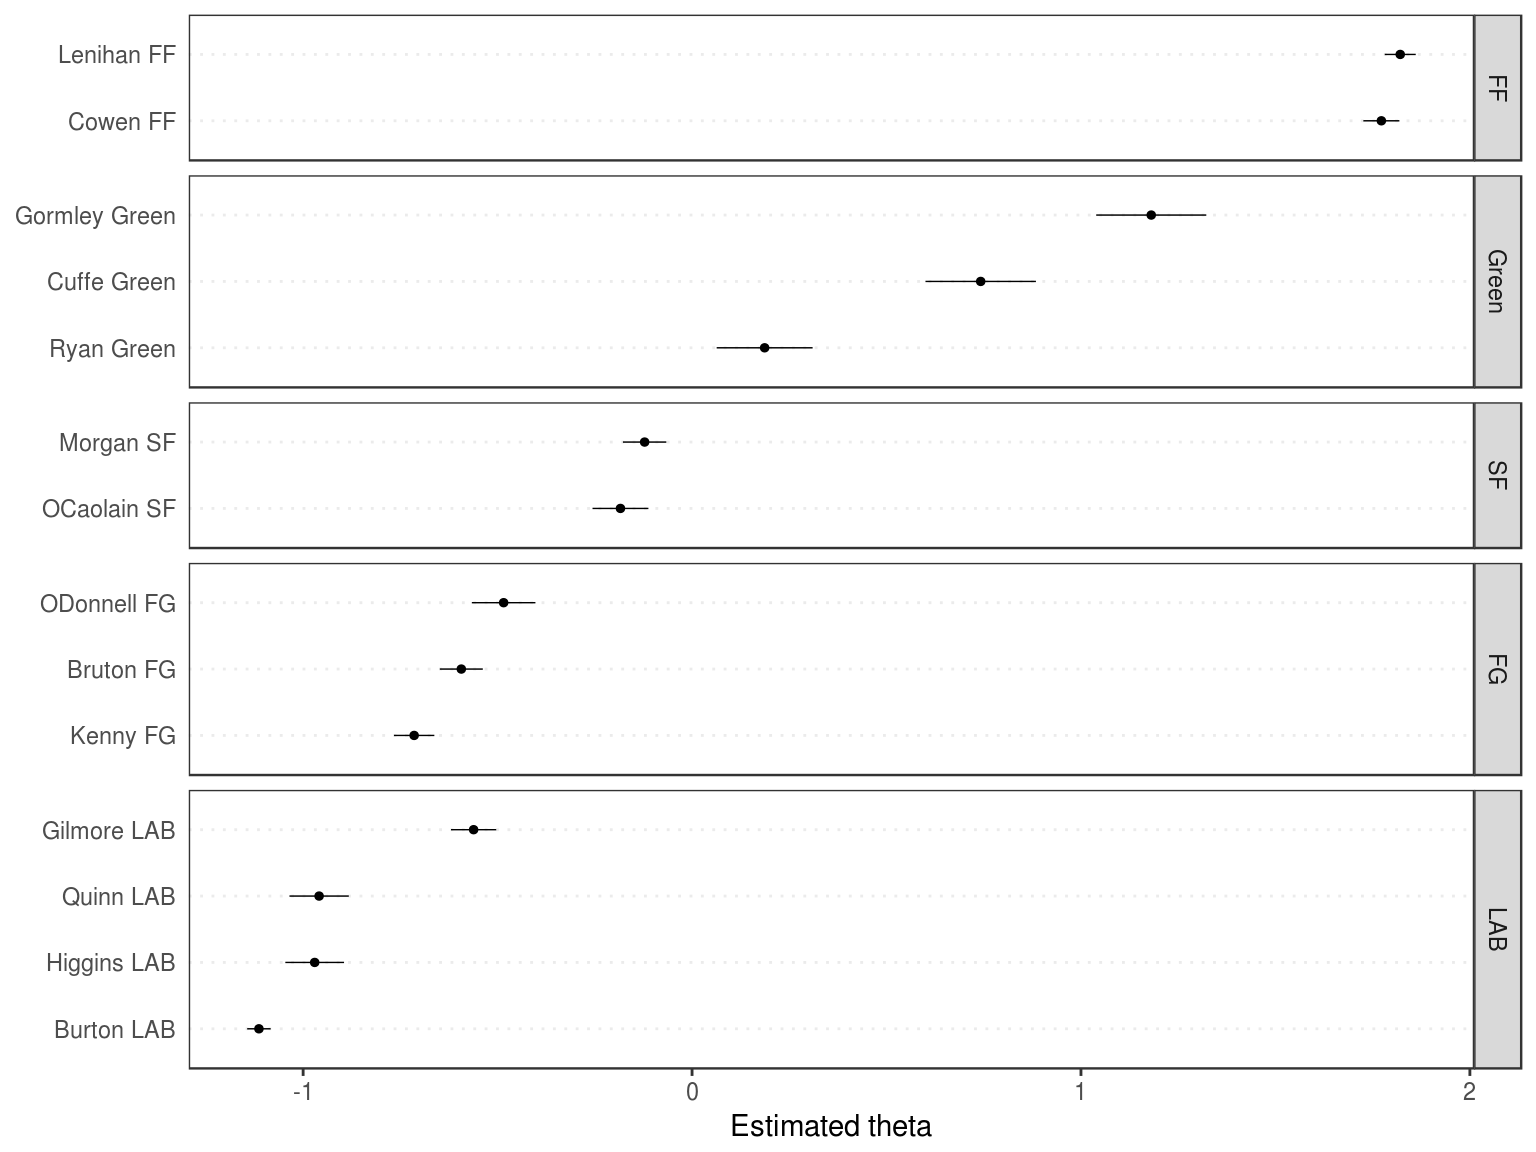 Lenihan FF
Cowen FF
FF
Gormley Green
Cuffe Green
Ryan Green
Green
Morgan SF
OCaolain SF
SF
ODonnell FG
Bruton FG
Kenny FG
FG
Gilmore LAB
Quinn LAB
Higgins LAB
Burton LAB
LAB
-1 0 1 2
Estimated theta